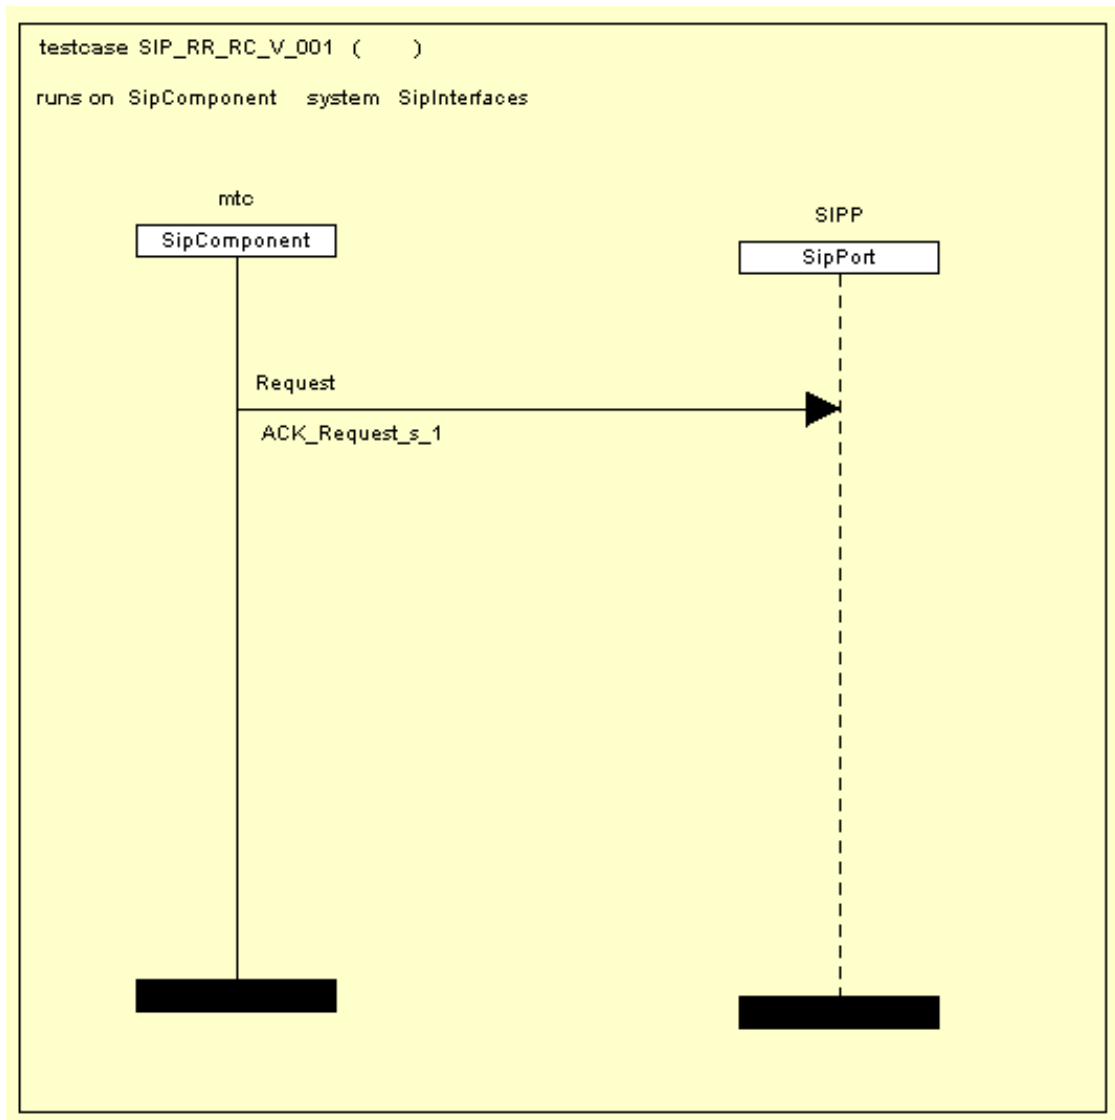 testcase SIP_RR_RC_V_001 ( )
runs on SipComponent system SipInterfaces
mtc
SipComponent
SIPP
SipPort
Request
ACK_Request_s_1